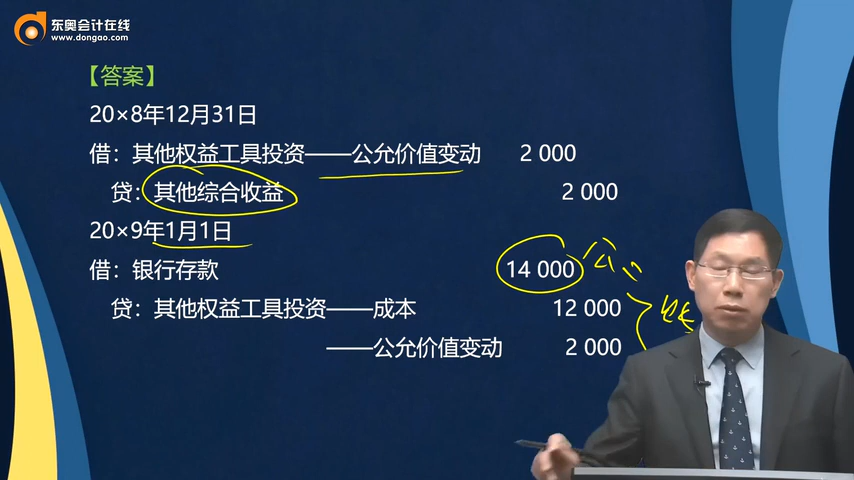 东奥会计在线
www.dongao.com
【答案】
20×8年12月31日
借：其他权益工具投资——公允价值变动 2 000
贷：其他综合收益 2 000
20×9年1月1日
借：银行存款 14 000 公
贷：其他权益工具投资——成本 12 000
——公允价值变动 2 000